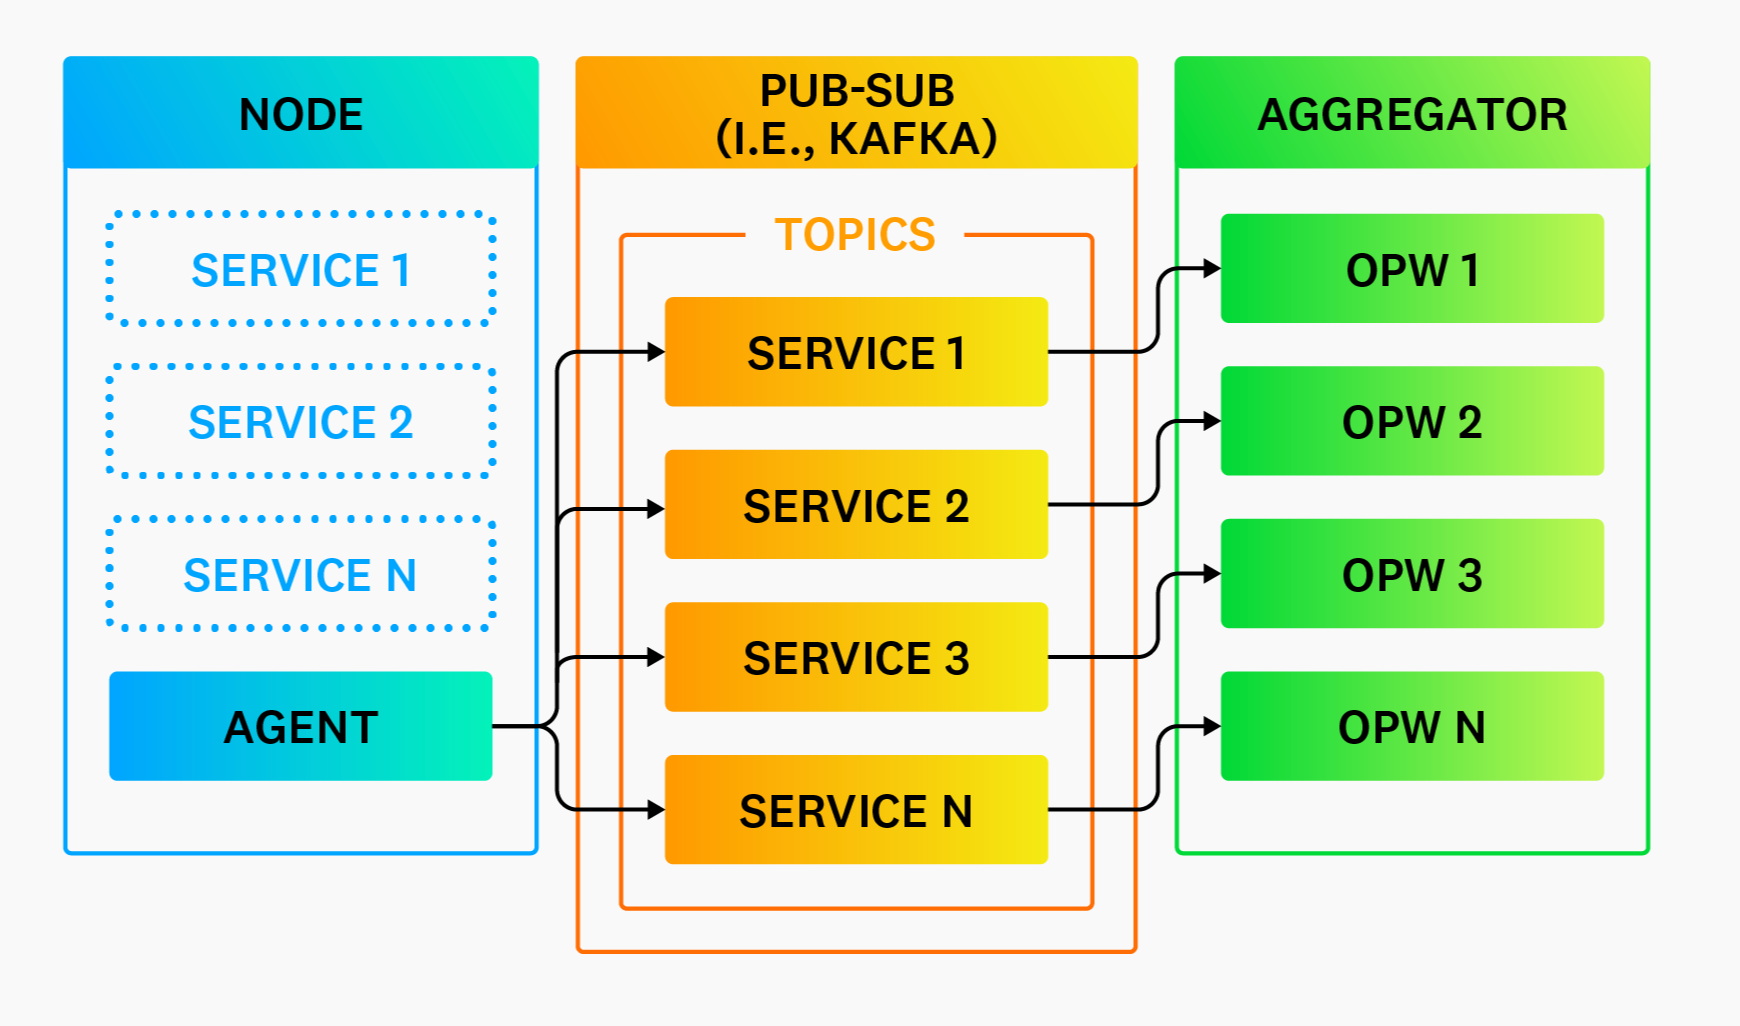 NODE
SERVICE 1
SERVICE 2
SERVICE N
AGENT
PUB-SUB
(I.E., KAFKA)
TOPICS
SERVICE 1
SERVICE 2
SERVICE 3
SERVICE N
AGGREGATOR
OPW 1
OPW 2
OPW 3
OPW N